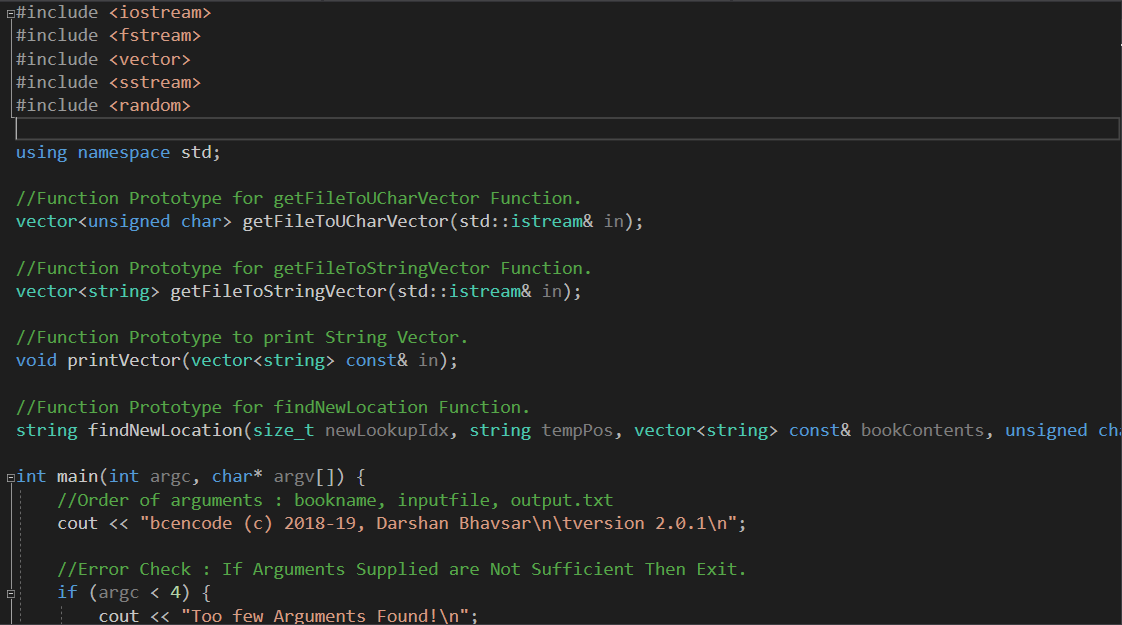 #include <iostream>
#include <fstream>
#include <vector>
#include <sstream>
#include <random>
using namespace std;
//Function Prototype for getFileToUCharVector Function.
vector<unsigned char> getFileToUCharVector(std::istream& in);
//Function Prototype for getFileToStringVector Function.
vector<string> getFileToStringVector(std::istream& in);
//Function Prototype to print String Vector.
void printVector(vector<string> const& in);
//Function Prototype for findNewLocation Function.
string findNewLocation(size_t newLookupIdx, string tempPos, vector<string> const& bookContents, unsigned
int main(int argc, char* argv[]) {
//Order of arguments : bookname, inputfile, output.txt
cout << "bcencode (c) 2018-19, Darshan Bhavsar\n\tversion 2.0.1\n";
//Error Check : If Arguments Supplied are Not Sufficient Then Exit.
if (argc < 4) {
cout << "Too few Arguments Found!\n";